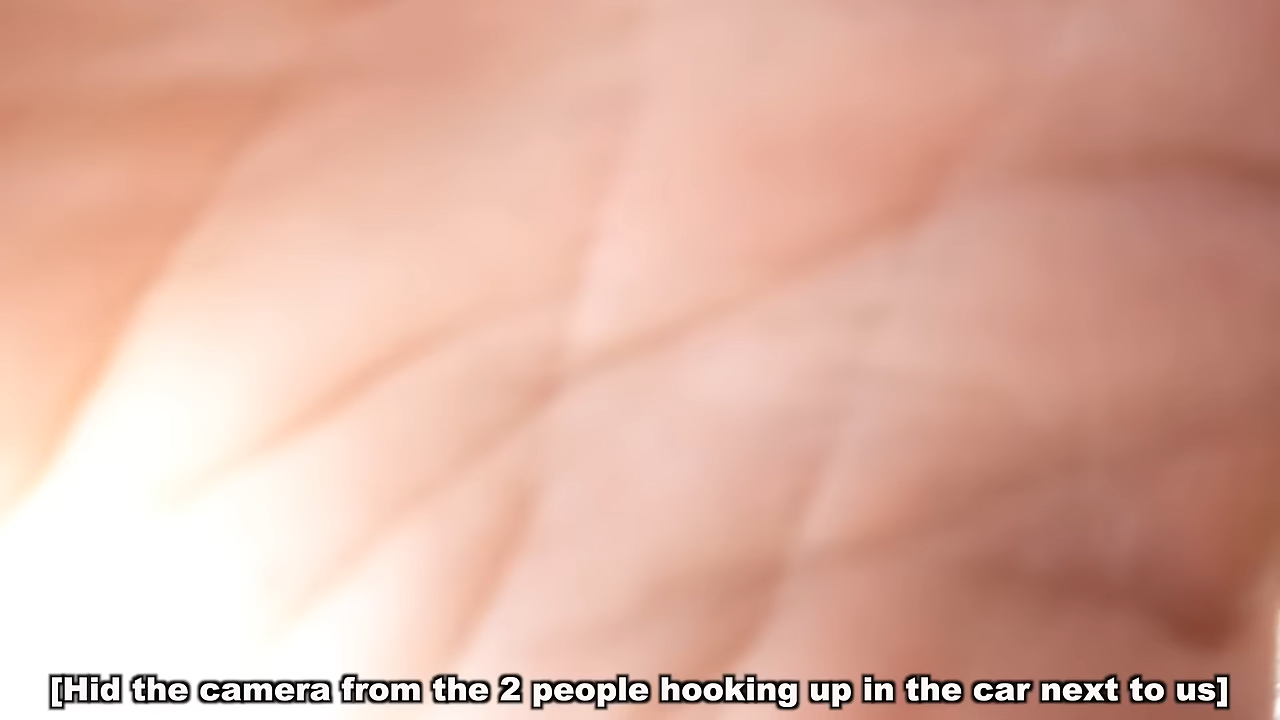 [Hid the camera from the 2 people hooking up in the car next to us]